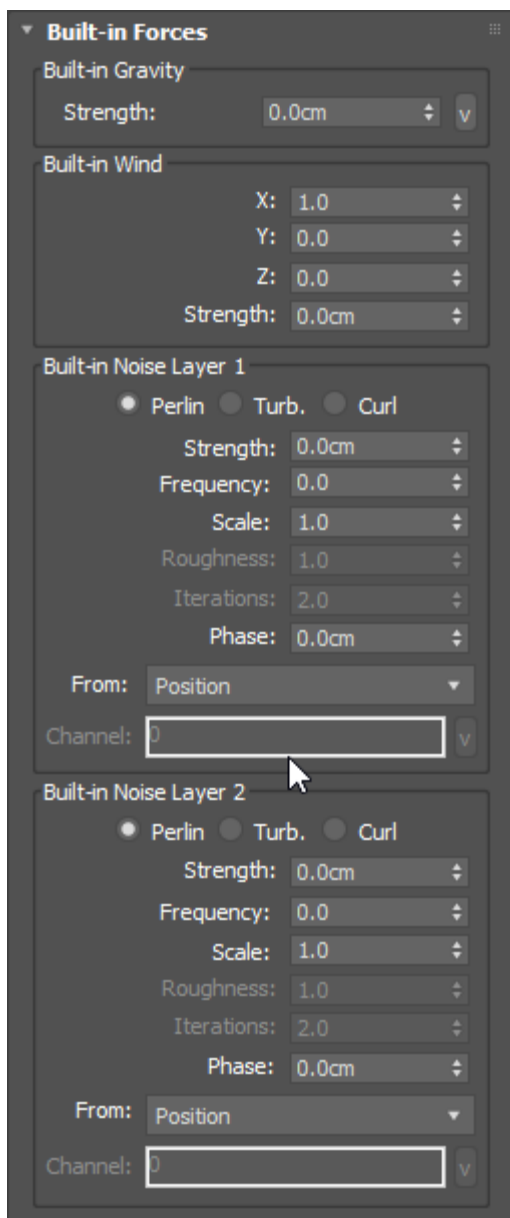 Built-in Forces
Built-in Gravity
Strength: 0.0cm v
Built-in Wind
X: 1.0
Y: 0.0
Z: 0.0
Strength: 0.0cm
Built-in Noise Layer 1
Perlin Turb. Curl
Strength: 0.0cm
Frequency: 0.0
Scale: 1.0
Roughness: 1.0
Iterations: 2.0
Phase: 0.0cm
From: Position
Channel: 0 v
Built-in Noise Layer 2
Perlin Turb. Curl
Strength: 0.0cm
Frequency: 0.0
Scale: 1.0
Roughness: 1.0
Iterations: 2.0
Phase: 0.0cm
From: Position
Channel: 0 v